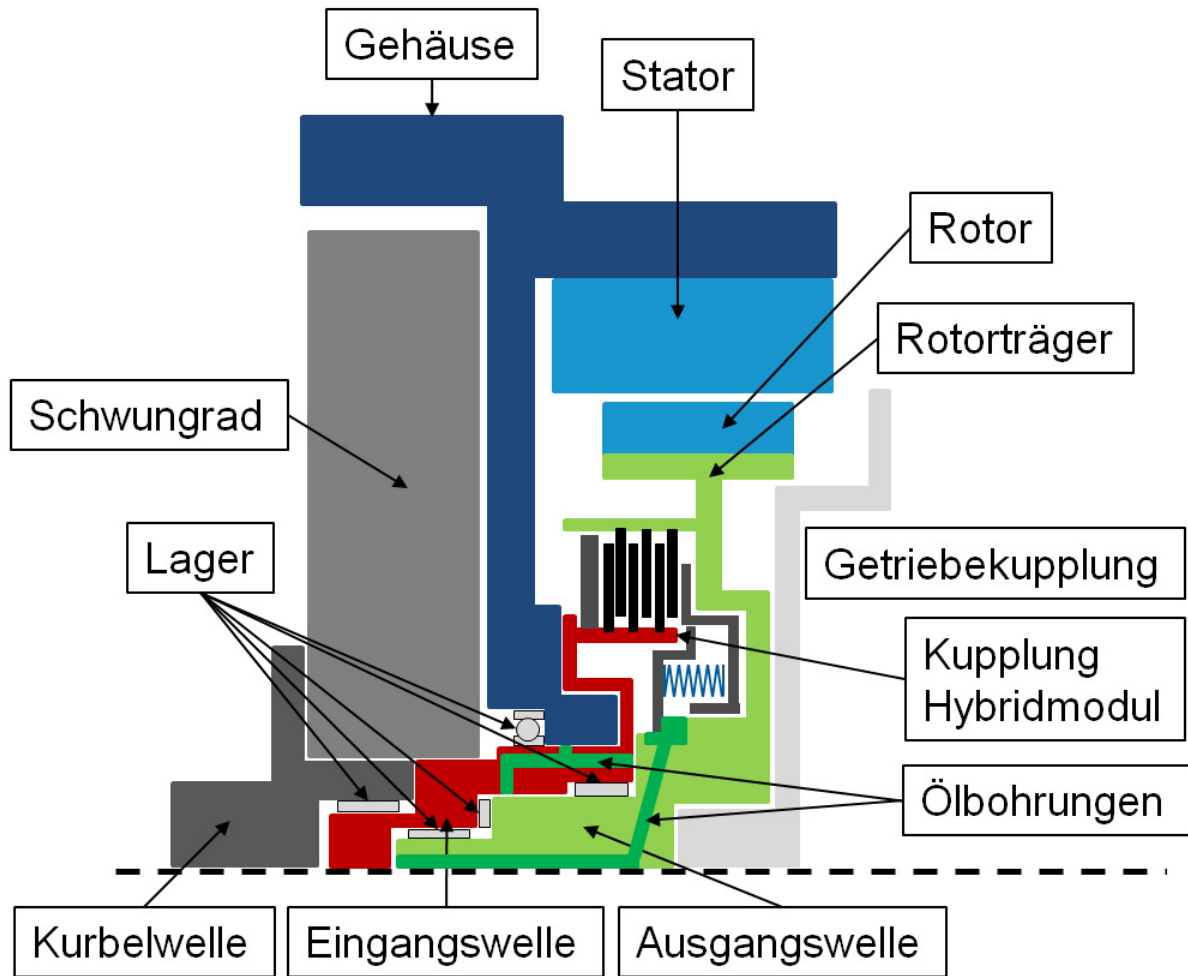 Gehäuse
Stator
Rotor
Rotorträger
Schwungrad
Lager
Getriebekupplung
Kupplung
Hybridmodul
Ölbohrungen
Kurbelwelle
Eingangswelle
Ausgangswelle